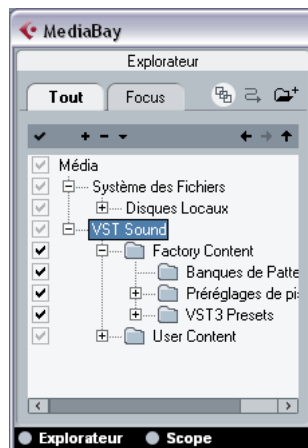 MediaBay
Explorateur
Tout Focus
Média
Système des Fichiers
Disques Locaux
VST Sound
Factory Content
Banques de Patte
Préréglages de pi
VST3 Presets
User Content
Explorateur Scope